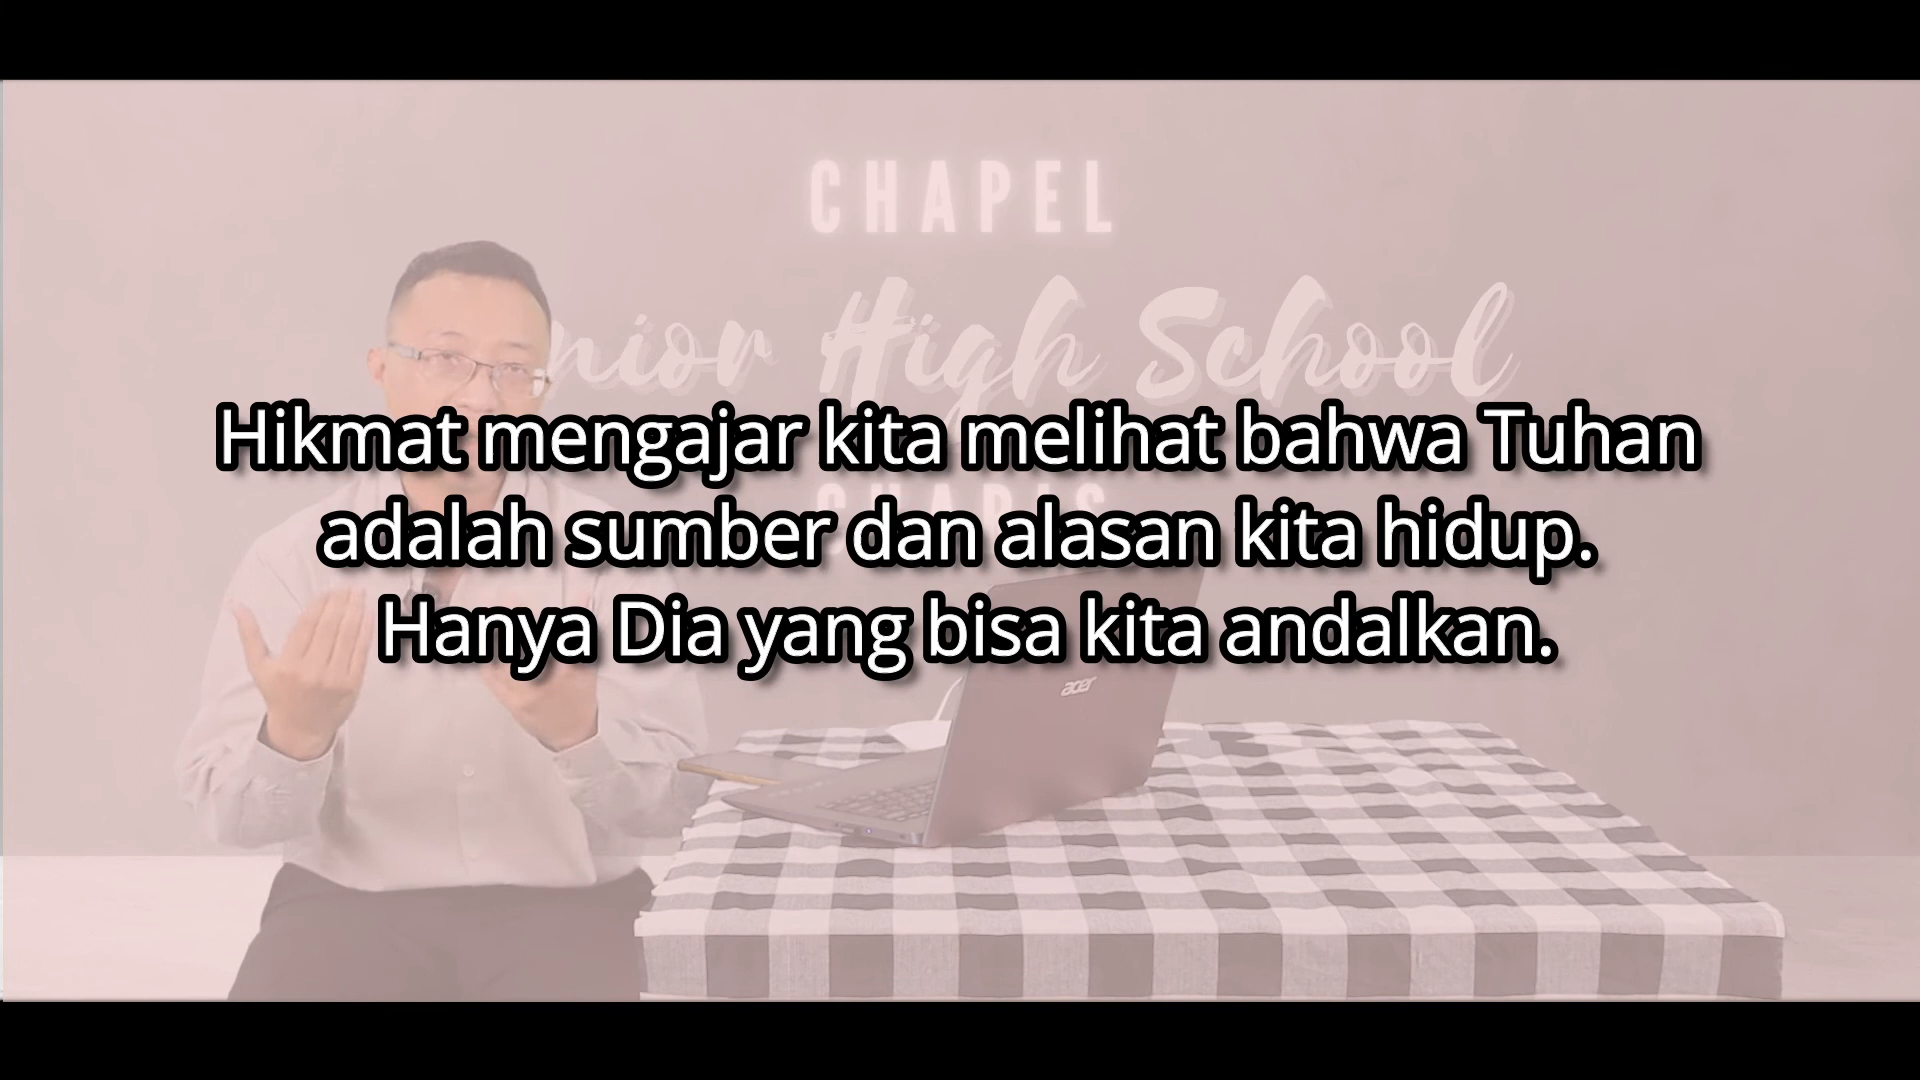 CHAPEL
nior High School
Hikmat mengajar kita melihat bahwa Tuhan
adalah sumber dan alasan kita hidup.
Hanya Dia yang bisa kita andalkan.
acer